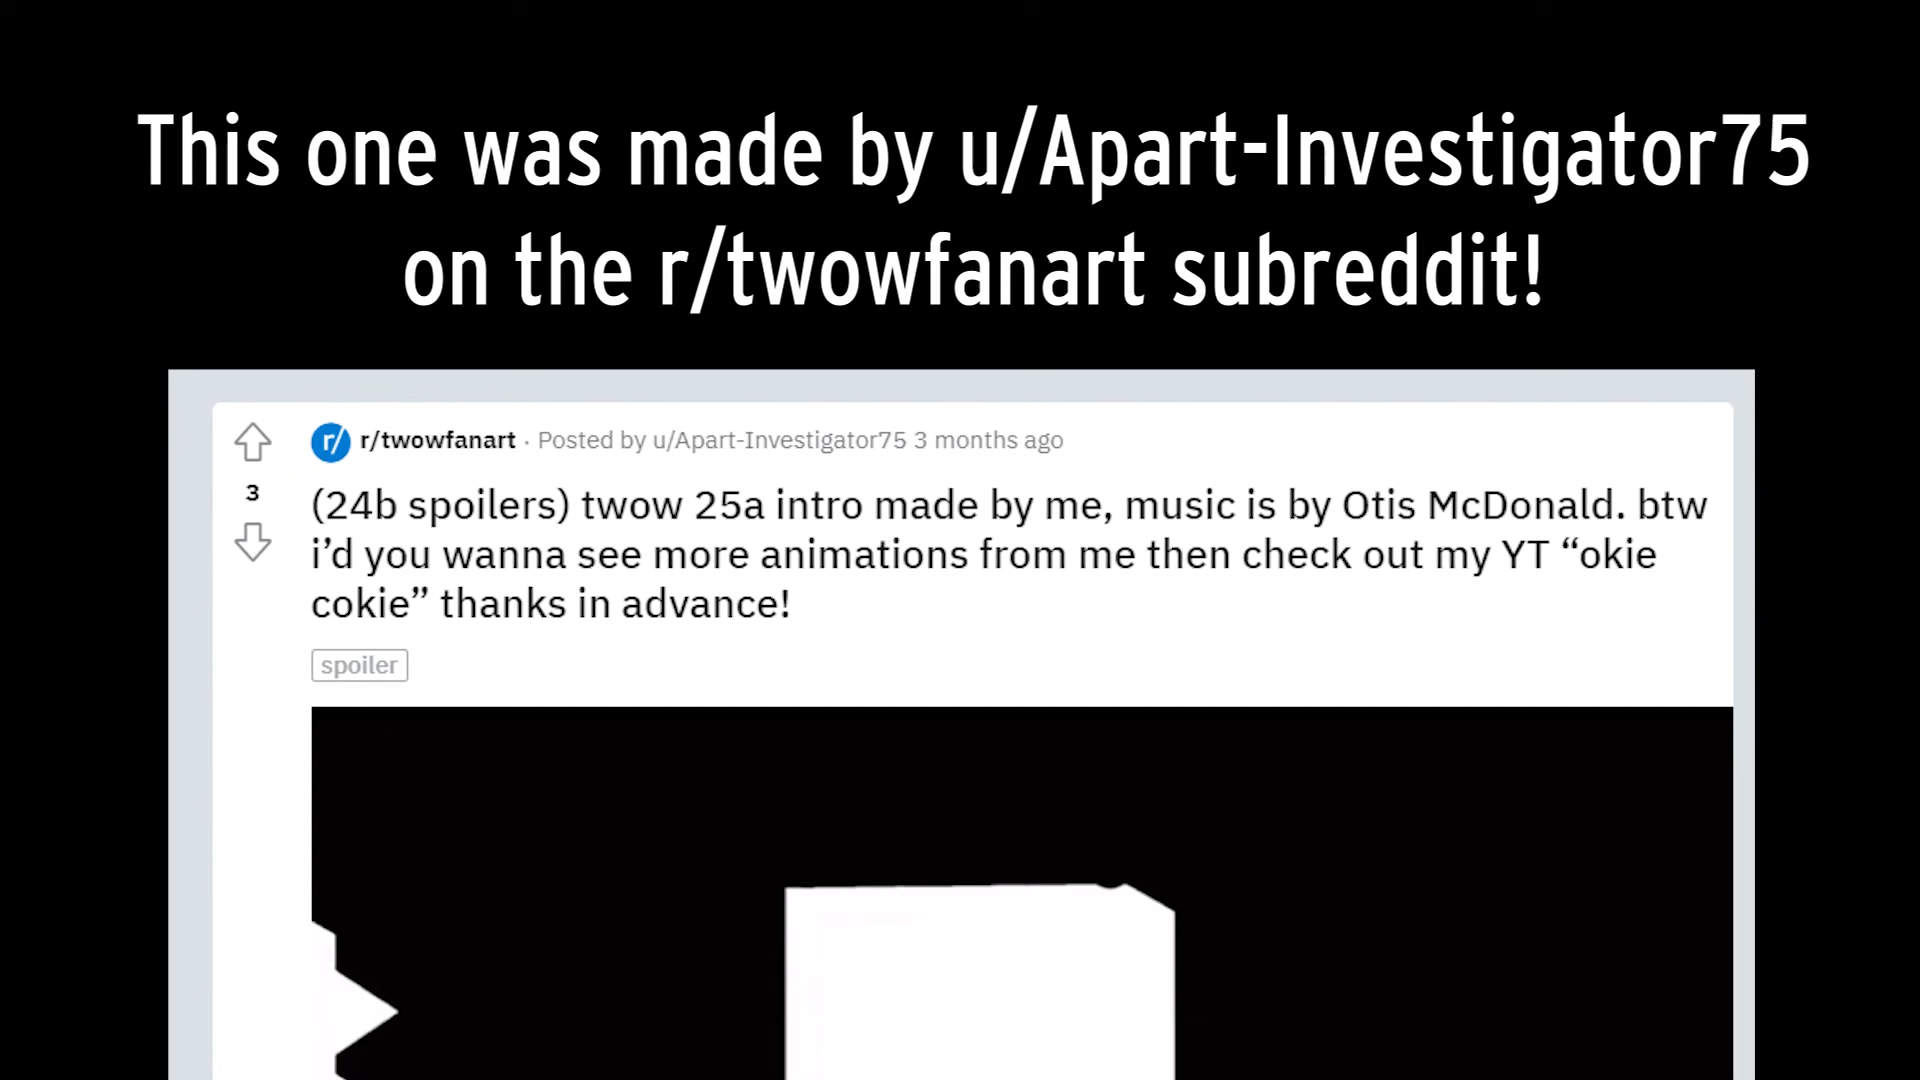 This one was made by u/Apart-Investigator75
on the r/twowfanart subreddit!
r/ r/twowfanart · Posted by u/Apart-Investigator75 3 months ago
3
(24b spoilers) twow 25a intro made by me, music is by Otis McDonald. btw
i’d you wanna see more animations from me then check out my YT “okie
cokie” thanks in advance!
spoiler